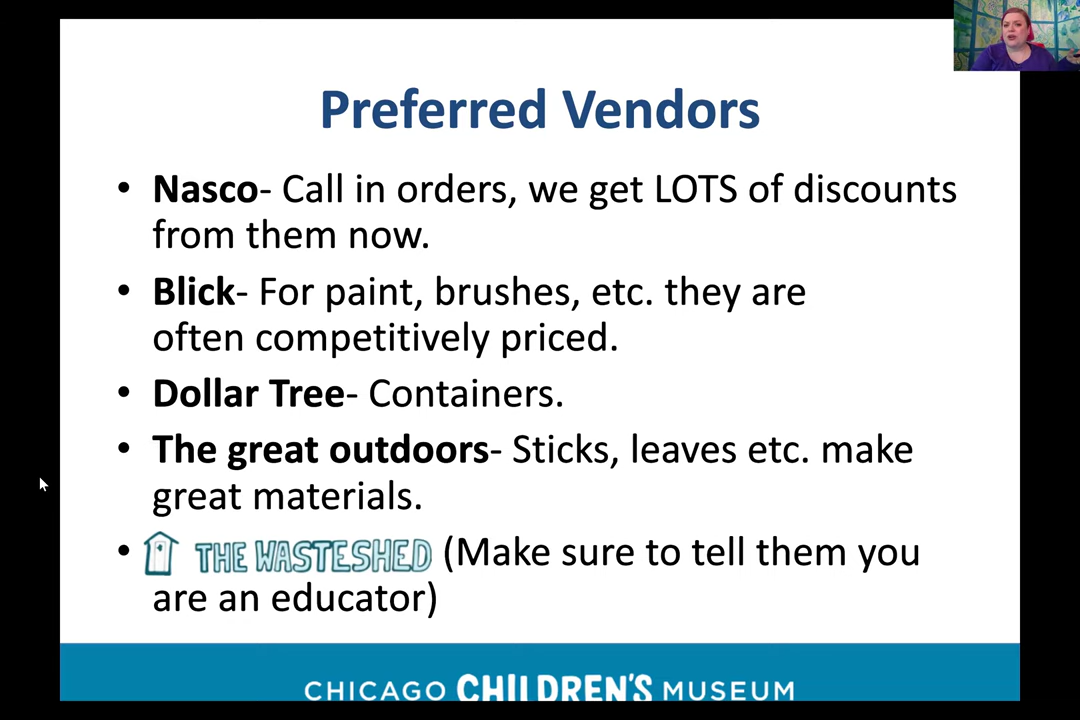 Preferred Vendors
• Nasco- Call in orders, we get LOTS of discounts
from them now.
• Blick- For paint, brushes, etc. they are
often competitively priced.
• Dollar Tree- Containers.
• The great outdoors- Sticks, leaves etc. make
great materials.
• THE WASTESHED (Make sure to tell them you
are an educator)
CHICAGO CHILDREN'S MUSEUM